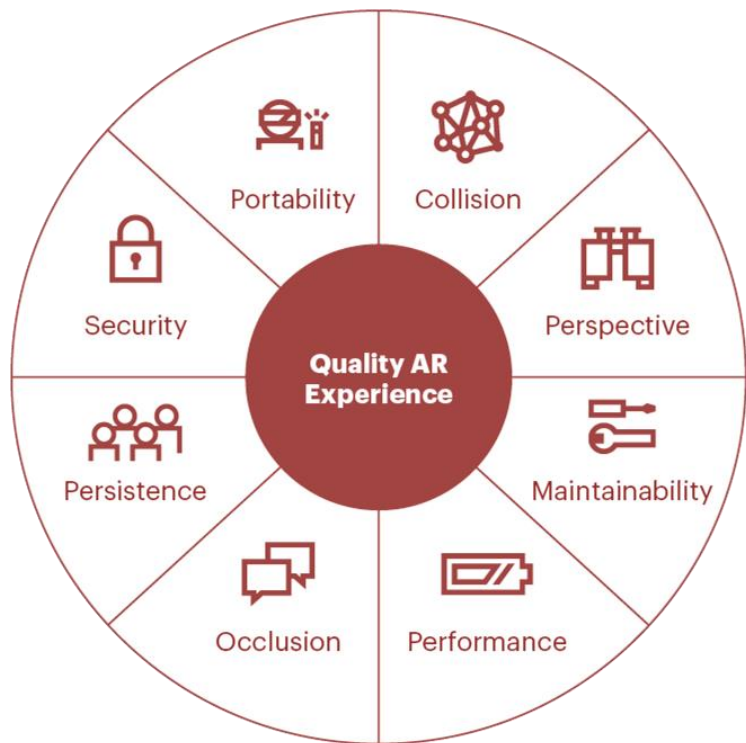 Portability
Collision
Security
Perspective
Quality AR
Experience
Persistence
Maintainability
Occlusion
Performance